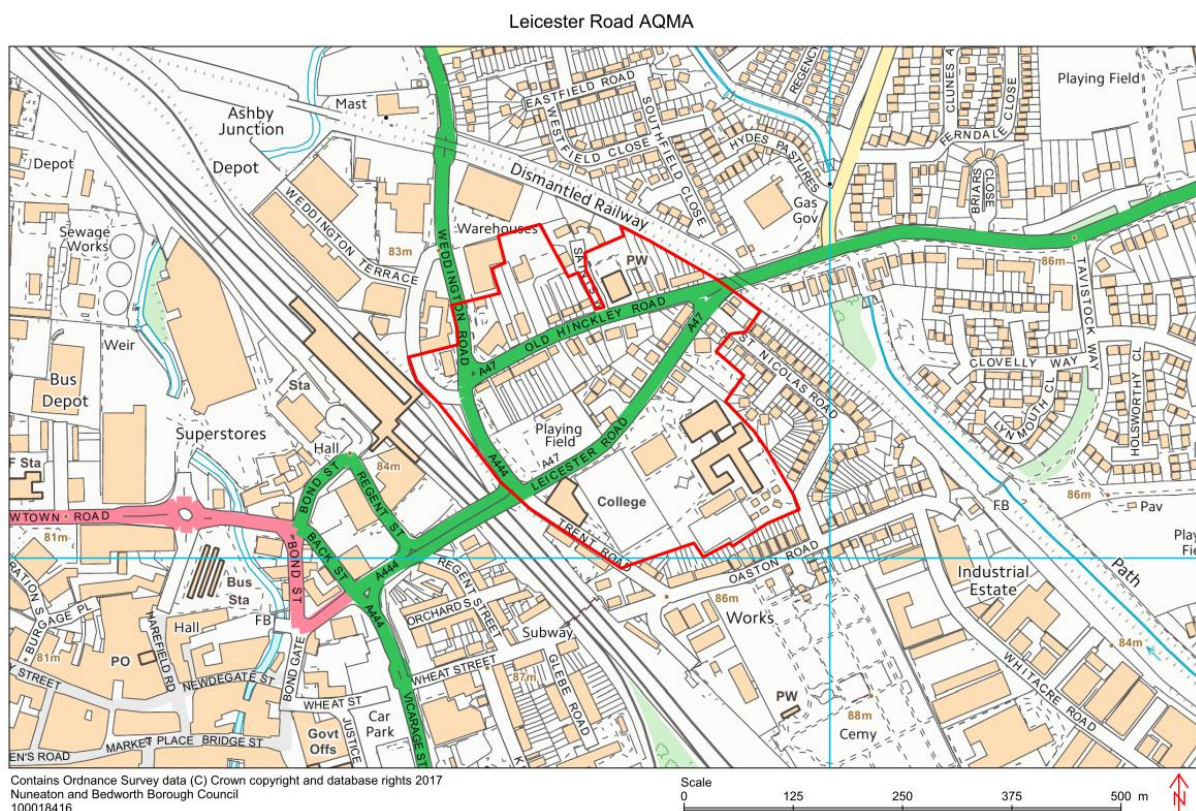 Leicester Road AQMA
Mast
Ashby
Junction
Depot
Depot
WEDDINGTON TERRACE
Sewage
Works
83m
Weir
Bus
Depot
Superstores
Sta
Hall
84m
BOND ST
REGENT ST
BACK ST
WTOWN ROAD
81m
BOND ST
A444
A444
Bus
Sta
Hall
FB
BOND GATE
BURGAGE PL
81m
PO
HAREFIELD RD
NEWDEGATE ST
MARKET PLACE
BRIDGE ST
EN'S ROAD
F Sta
WHEAT ST
Govt
Offs
JUSTICE
Car
Park
VICARAGE ST
WHEAT STREET
ORCHARD S
REGENT STREET
87m
GLEBE ROAD
Subway
WEDDINGTON ROAD
Warehouses
PW
OLD HINCKLEY ROAD
A47
A47
A47
A444
LEICESTER ROAD
Playing
Field
College
TRENT ROAD
ST NICOLAS ROAD
OASTON ROAD
86m
Works
PW
88m
Cemy
EASTFIELD ROAD
WESTFIELD CLOSE
SOUTHFIELD CLOSE
HYDES PASTURES
REGENCY
Dismantled Railway
Gas
Gov
CLUNES A
FERNDALE CLOSE
BRIARS
CLOSE
Playing Field
86m
TAVISTOCK WAY
CLOVELLY WAY
LYNMOUTH CL
HOLSWORTHY CL
86m
Pav
FB
Path
Industrial
Estate
84m
WHITACRE ROAD
Contains Ordnance Survey data (C) Crown copyright and database rights 2017
Nuneaton and Bedworth Borough Council
100018416
Scale
0 125 250 375 500 m
N